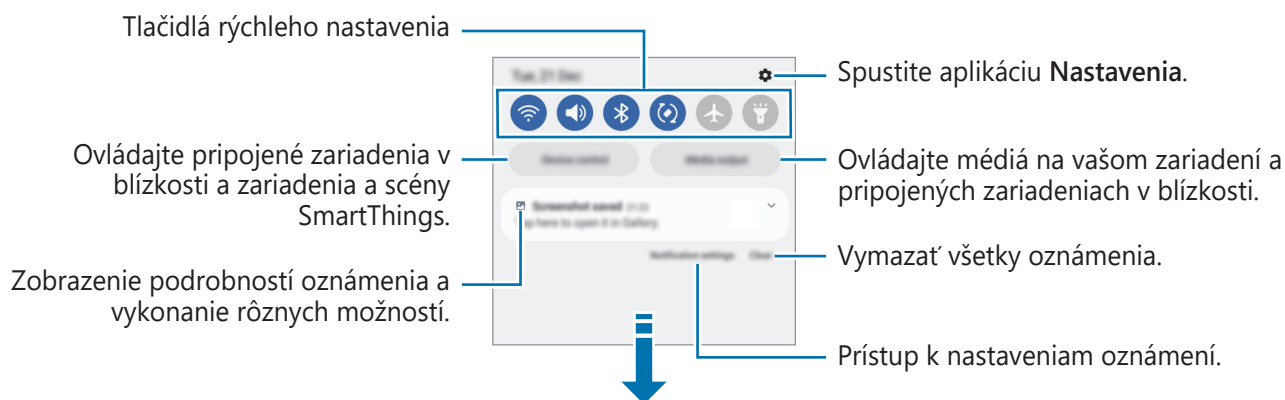 Tlačidlá rýchleho nastavenia
Tue, 21 Dec
Spustite aplikáciu Nastavenia.
Ovládajte pripojené zariadenia v
blízkosti a zariadenia a scény
SmartThings.
Device control
Media output
Ovládajte médiá na vašom zariadení a
pripojených zariadeniach v blízkosti.
Screenshot saved
here to open it in Gallery.
Zobrazenie podrobností oznámenia a
vykonanie rôznych možností.
Notification settings
Clear
Vymazať všetky oznámenia.
Prístup k nastaveniam oznámení.